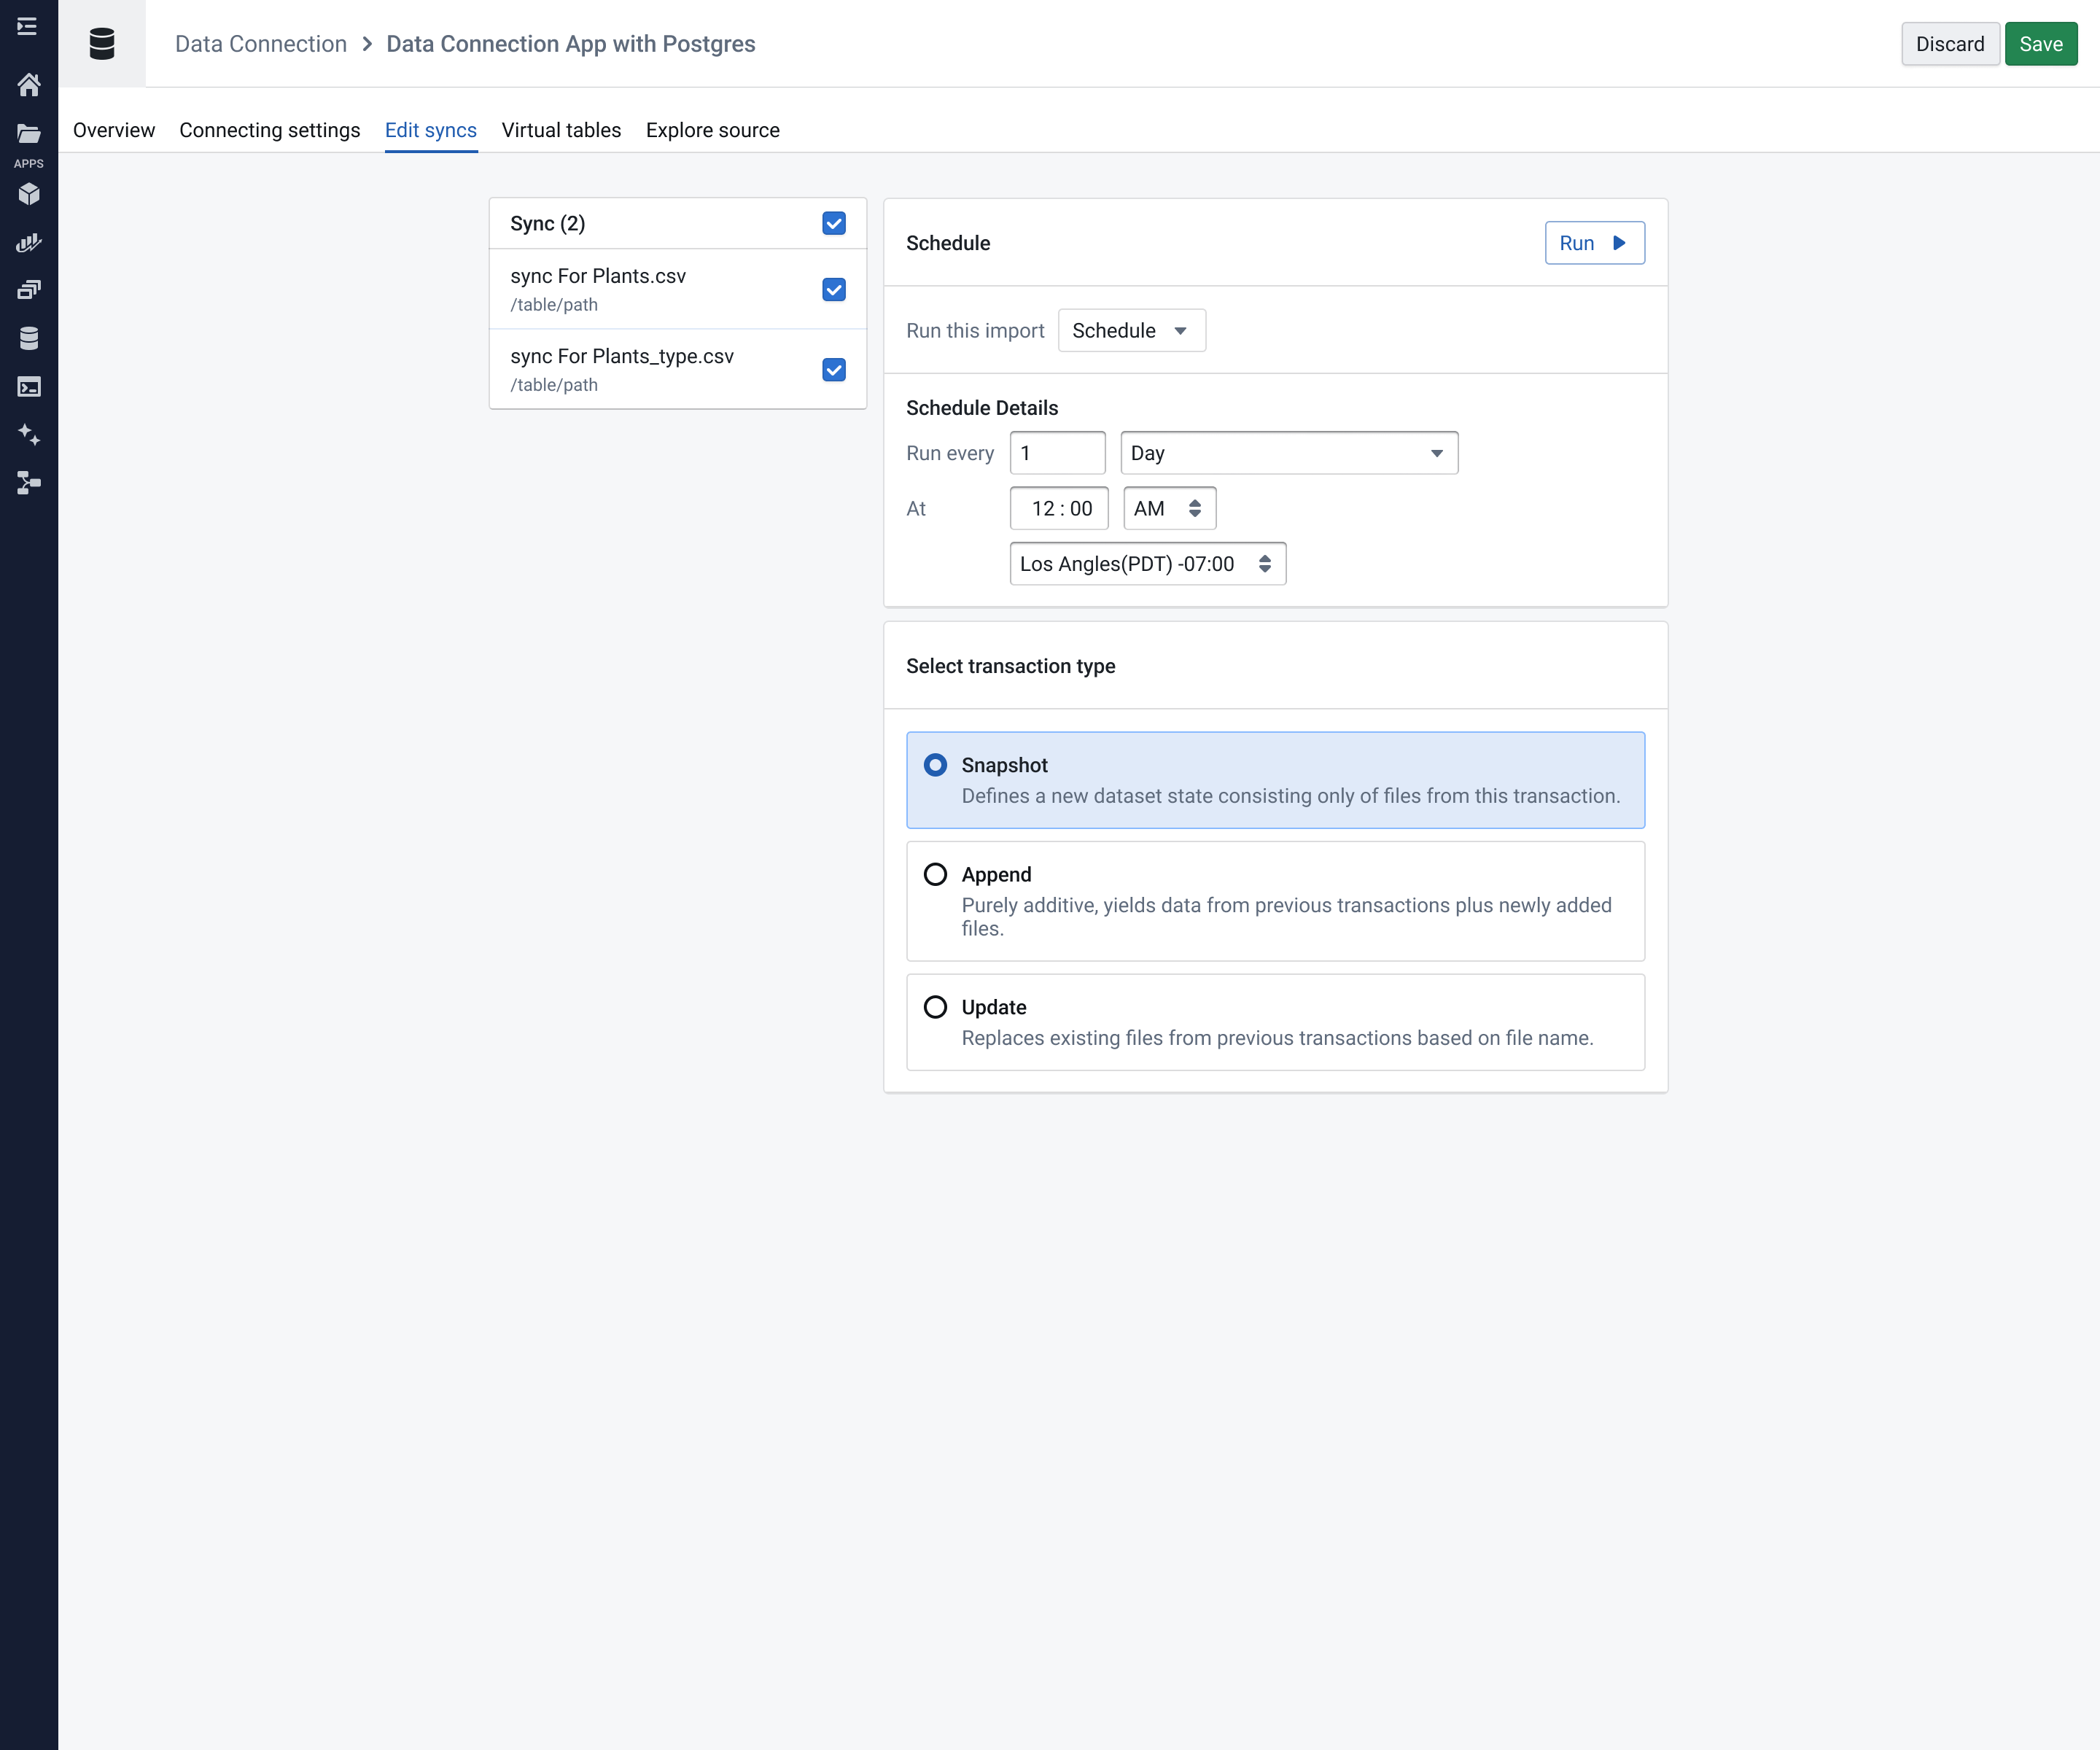 Data Connection > Data Connection App with Postgres
Discard
Save
Overview
Connecting settings
Edit syncs
Virtual tables
Explore source
APPS
Sync (2)
sync For Plants.csv
/table/path
sync For Plants_type.csv
/table/path
Schedule
Run
Run this import
Schedule
Schedule Details
Run every
1
Day
At
12 : 00
AM
Los Angles(PDT) -07:00
Select transaction type
Snapshot
Defines a new dataset state consisting only of files from this transaction.
Append
Purely additive, yields data from previous transactions plus newly added
files.
Update
Replaces existing files from previous transactions based on file name.